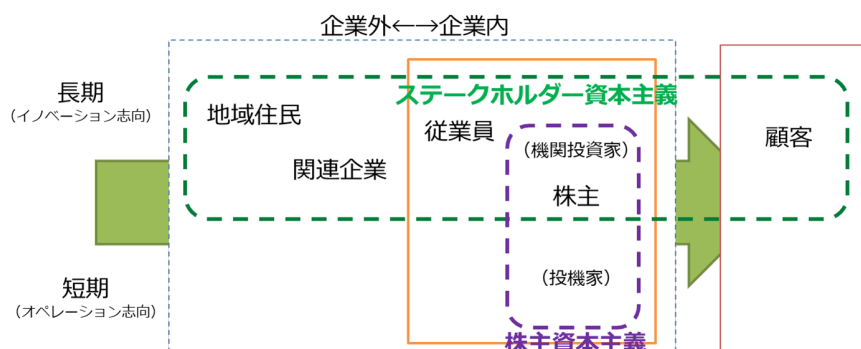 企業外←→企業内
長期
（イノベーション志向）
ステークホルダー資本主義
地域住民
従業員
顧客
（機関投資家）
関連企業
株主
短期
（投機家）
（オペレーション志向）
株主資本主義